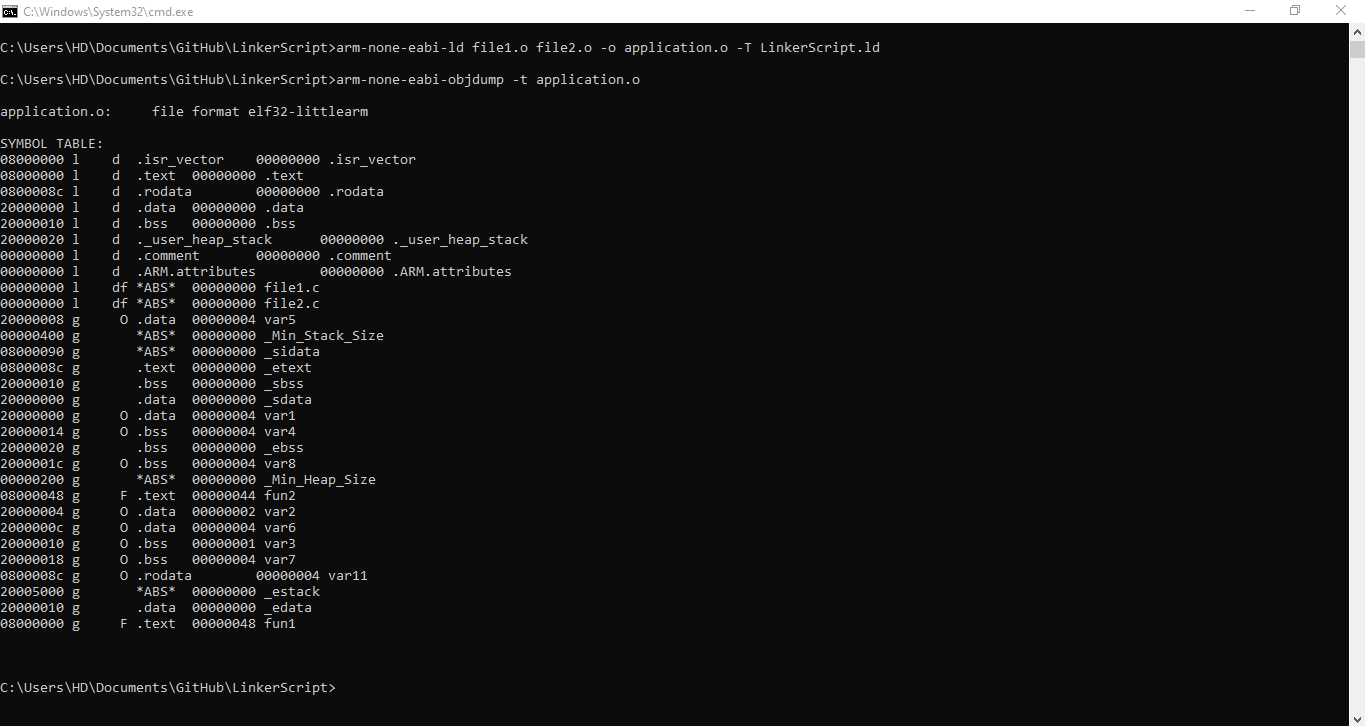 C:\Windows\System32\cmd.exe
C:\Users\HD\Documents\GitHub\LinkerScript>arm-none-eabi-ld file1.o file2.o -o application.o -T LinkerScript.ld
C:\Users\HD\Documents\GitHub\LinkerScript>arm-none-eabi-objdump -t application.o
application.o:     file format elf32-littlearm
SYMBOL TABLE:
08000000 l    d  .isr_vector    00000000 .isr_vector
08000000 l    d  .text  00000000 .text
0800008c l    d  .rodata        00000000 .rodata
20000000 l    d  .data  00000000 .data
20000010 l    d  .bss   00000000 .bss
20000020 l    d  ._user_heap_stack      00000000 ._user_heap_stack
00000000 l    d  .comment       00000000 .comment
00000000 l    d  .ARM.attributes        00000000 .ARM.attributes
00000000 l    df *ABS*  00000000 file1.c
00000000 l    df *ABS*  00000000 file2.c
20000008 g     O .data  00000004 var5
00000400 g       *ABS*  00000000 _Min_Stack_Size
08000090 g       *ABS*  00000000 _sidata
0800008c g       .text  00000000 _etext
20000010 g       .bss   00000000 _sbss
20000000 g       .data  00000000 _sdata
20000000 g     O .data  00000004 var1
20000014 g     O .bss   00000004 var4
20000020 g       .bss   00000000 _ebss
2000001c g     O .bss   00000004 var8
00000200 g       *ABS*  00000000 _Min_Heap_Size
08000048 g     F .text  00000044 fun2
20000004 g     O .data  00000002 var2
2000000c g     O .data  00000004 var6
20000010 g     O .bss   00000001 var3
20000018 g     O .bss   00000004 var7
0800008c g     O .rodata        00000004 var11
20005000 g       *ABS*  00000000 _estack
20000010 g       .data  00000000 _edata
08000000 g     F .text  00000048 fun1
C:\Users\HD\Documents\GitHub\LinkerScript>